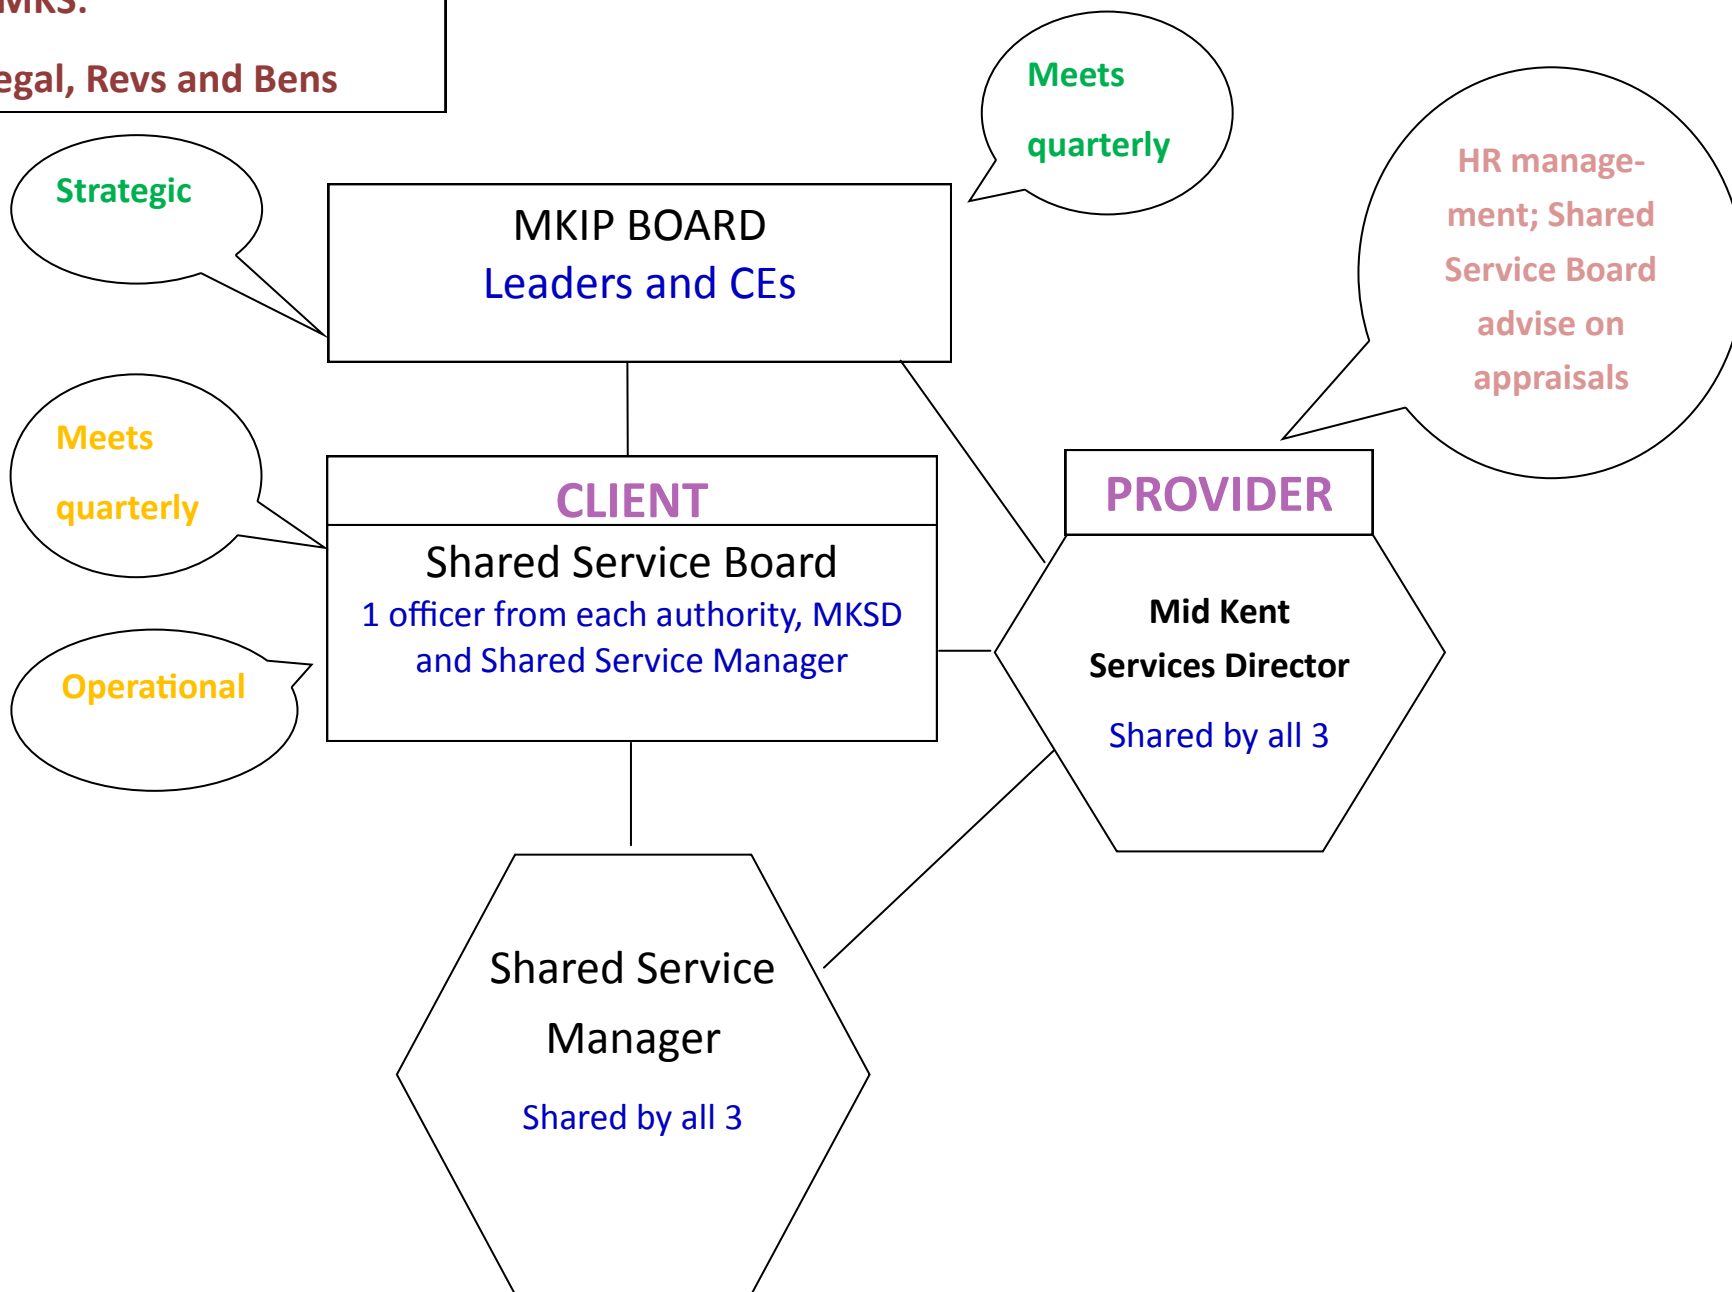 MKS:
egal, Revs and Bens
Meets
quarterly
Strategic
HR manage-
ment; Shared
Service Board
advise on
appraisals
MKIP BOARD
Leaders and CEs
Meets
quarterly
CLIENT
Shared Service Board
1 officer from each authority, MKSD
and Shared Service Manager
PROVIDER
Mid Kent
Services Director
Shared by all 3
Operational
Shared Service
Manager
Shared by all 3